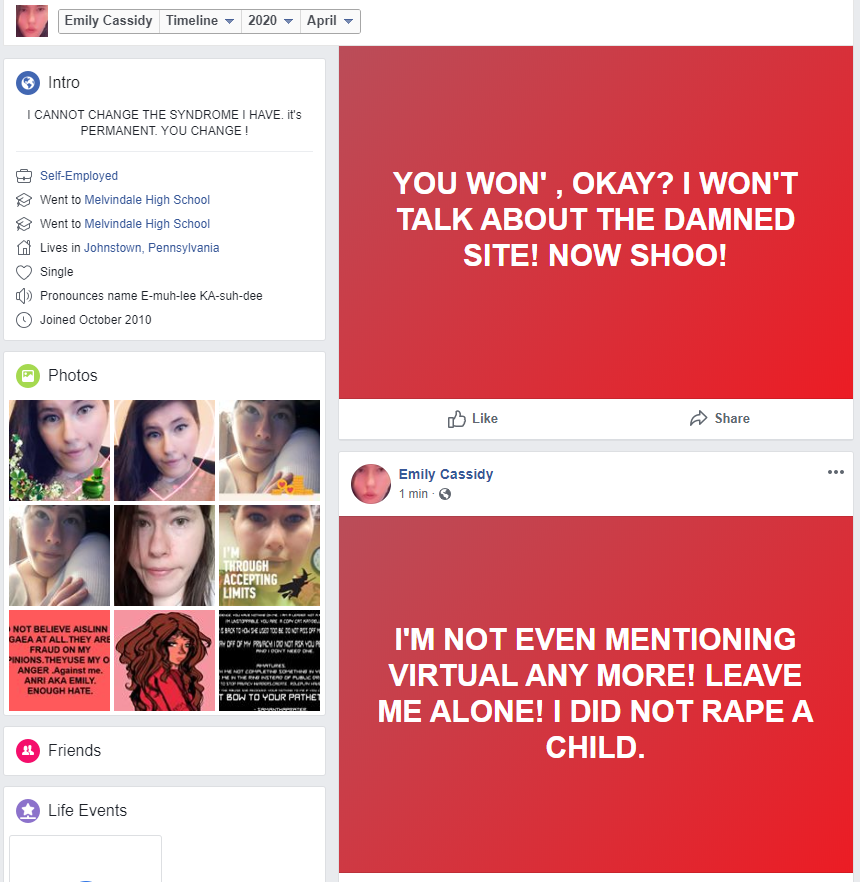 Emily Cassidy Timeline 2020 April
Intro
I CANNOT CHANGE THE SYNDROME I HAVE. it's
PERMANENT. YOU CHANGE !
Self-Employed
Went to Melvindale High School
Went to Melvindale High School
Lives in Johnstown, Pennsylvania
Single
Pronounces name E-muh-lee KA-suh-dee
Joined October 2010
Photos
I'M
THROUGH
ACCEPTING
LIMITS
NOT BELIEVE AISLINN
GAEA AT ALL.THEY ARE
FRAUD ON MY
PINIONS.THEYUSE MY O
ANGER .Against me.
ANRI AKA EMILY.
ENOUGH HATE.
AND I DON'T NEED ONE.
AMATURES.
T BOW TO YOUR PATHET
Friends
Life Events
YOU WON' , OKAY? I WON'T
TALK ABOUT THE DAMNED
SITE! NOW SHOO!
Like Share
Emily Cassidy
1 min ·
I'M NOT EVEN MENTIONING
VIRTUAL ANY MORE! LEAVE
ME ALONE! I DID NOT RAPE A
CHILD.